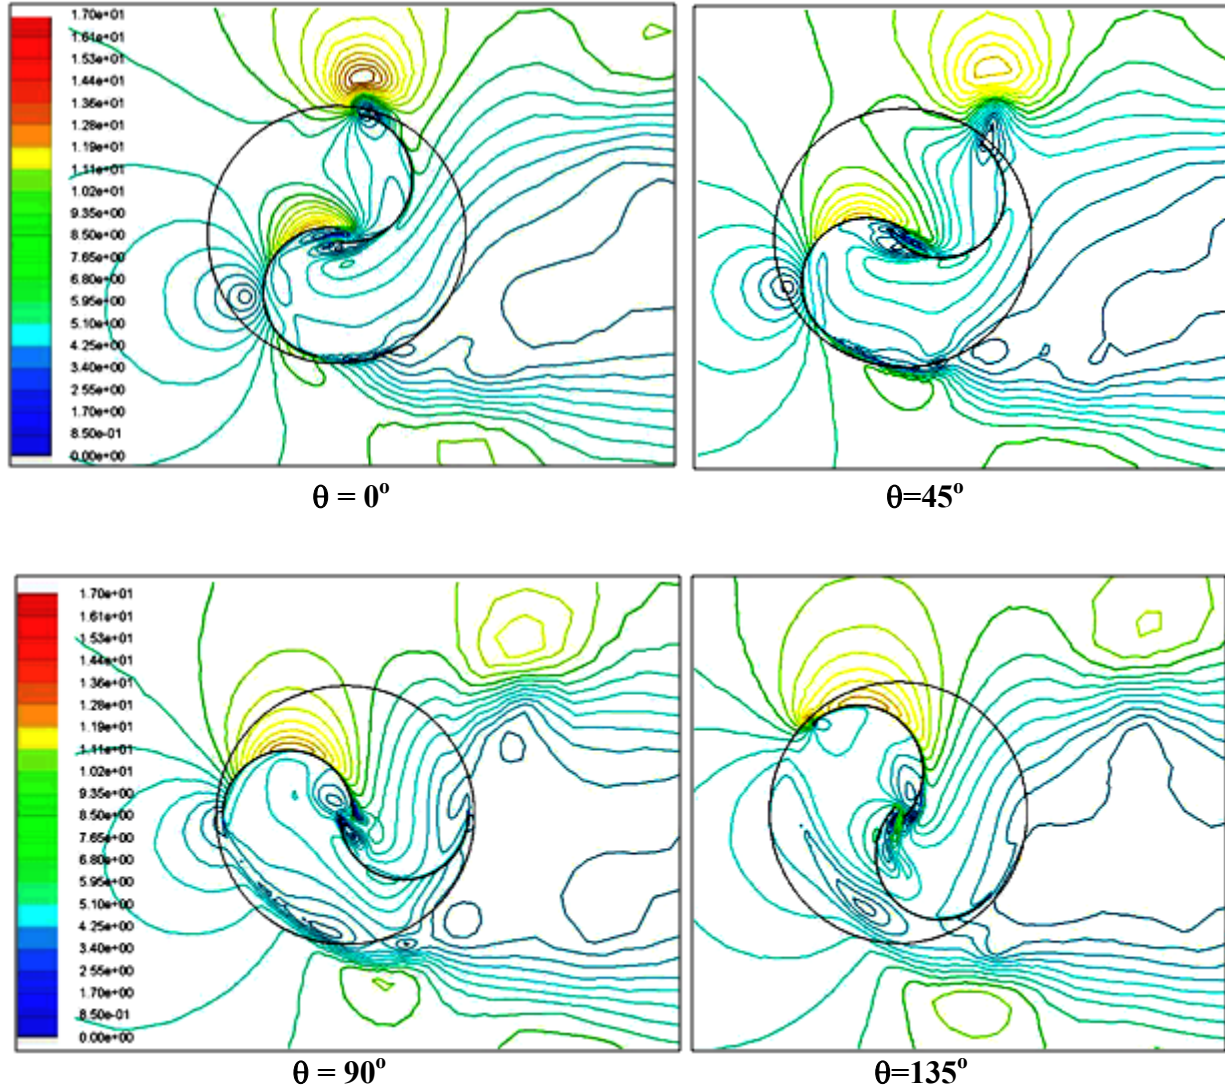 1.70e+01
1.61e+01
1.53e+01
1.44e+01
1.36e+01
1.28e+01
1.19e+01
1.11e+01
1.02e+01
9.35e+00
8.50e+00
7.65e+00
6.80e+00
5.95e+00
5.10e+00
4.25e+00
3.40e+00
2.55e+00
1.70e+00
8.50e-01
0.00e+00
θ = 0°
θ=45°
1.70e+01
1.61e+01
1.53e+01
1.44e+01
1.36e+01
1.28e+01
1.19e+01
1.11e+01
1.02e+01
9.35e+00
8.50e+00
7.65e+00
6.80e+00
5.95e+00
5.10e+00
4.25e+00
3.40e+00
2.55e+00
1.70e+00
8.50e-01
0.00e+00
θ = 90°
θ=135°